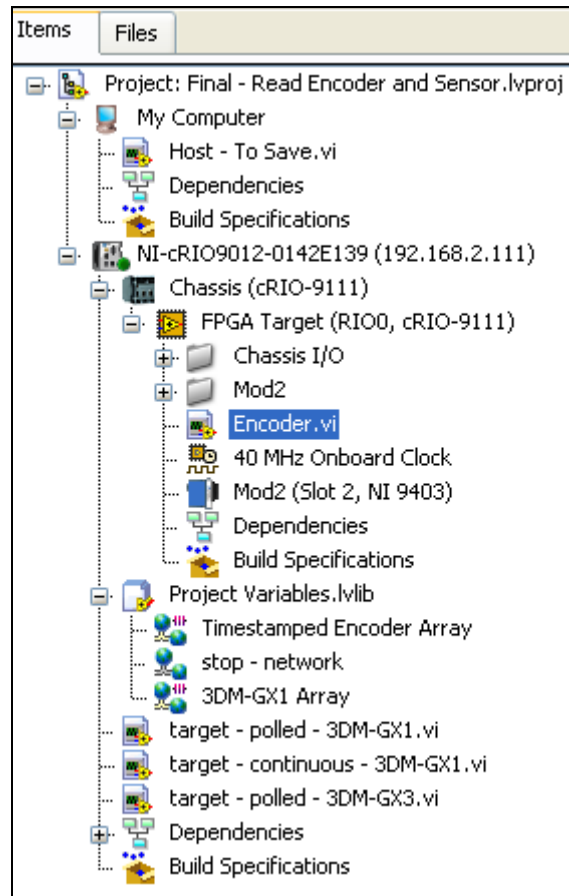 Items Files
Project: Final - Read Encoder and Sensor.lvproj
My Computer
Host - To Save.vi
Dependencies
Build Specifications
NI-cRIO9012-0142E139 (192.168.2.111)
Chassis (cRIO-9111)
FPGA Target (RIO0, cRIO-9111)
Chassis I/O
Mod2
Encoder.vi
40 MHz Onboard Clock
Mod2 (Slot 2, NI 9403)
Dependencies
Build Specifications
Project Variables.lvlib
Timestamped Encoder Array
stop - network
3DM-GX1 Array
target - polled - 3DM-GX1.vi
target - continuous - 3DM-GX1.vi
target - polled - 3DM-GX3.vi
Dependencies
Build Specifications